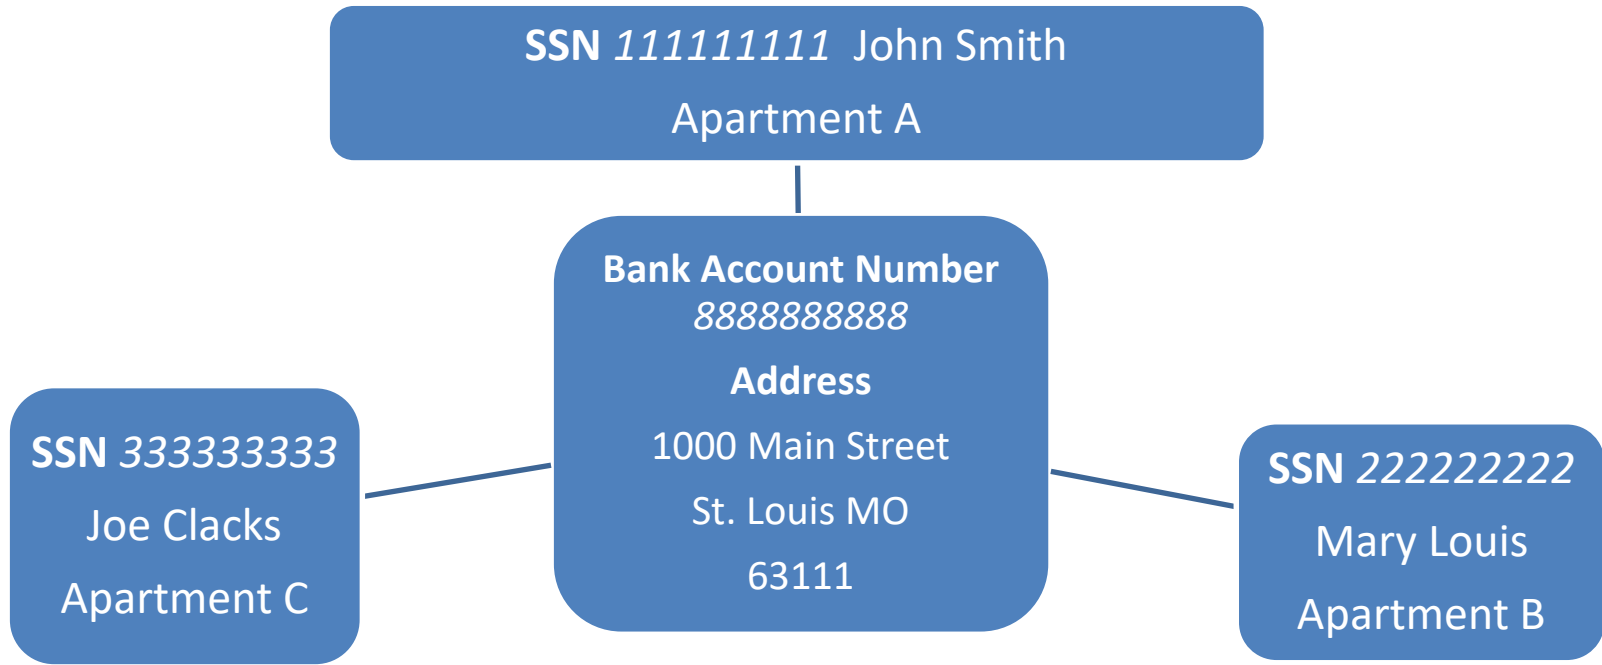 SSN 111111111 John Smith
Apartment A
Bank Account Number
8888888888
Address
1000 Main Street
St. Louis MO
63111
SSN 333333333
Joe Clacks
Apartment C
SSN 222222222
Mary Louis
Apartment B